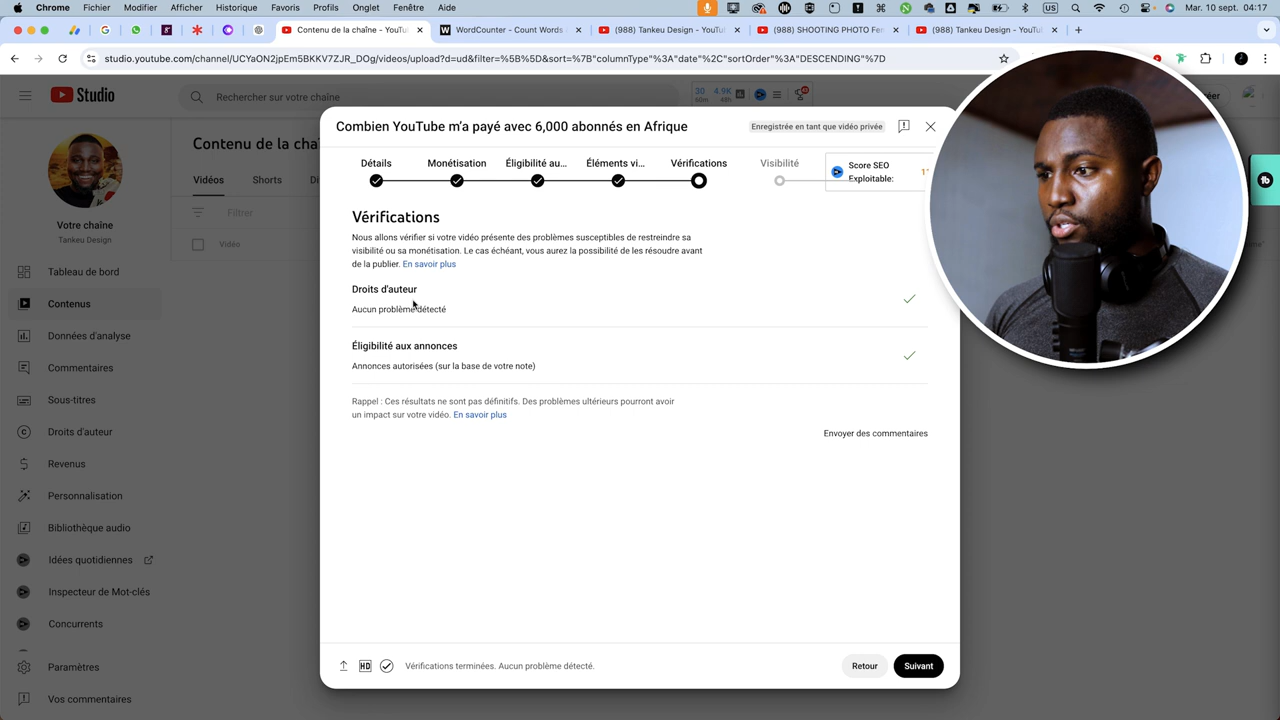 Chrome Fichier Modifier Afficher Historique Favoris Profils Onglet Fenêtre Aide
US
Mar. 10 sept. 04:17
Contenu de la chaîne - YouTu
WordCounter - Count Words
(988) Tankeu Design - YouTub
(988) SHOOTING PHOTO Fe
(988) Tankeu Design - YouTub
studio.youtube.com/channel/UCYaON2jpEm5BKKV7ZJR_DOg/videos/upload?d=ud&filter=%5B%5D&sort=%7B"columnType"%3A"date"%2C"sortOrder"%3A"DESCENDING"%7D
Studio
Rechercher sur votre chaîne
30
60m
4.9K
48h
Votre chaîne
Tankeu Design
Tableau de bord
Contenus
Données d'analyse
Commentaires
Sous-titres
Droits d'auteur
Revenus
Personnalisation
Bibliothèque audio
Idées quotidiennes
Inspecteur de Mot-clés
Concurrents
Paramètres
Vos commentaires
Contenu de la cha
Vidéos
Shorts
Di
Filtrer
Vidéo
Combien YouTube m'a payé avec 6,000 abonnés en Afrique
Enregistrée en tant que vidéo privée
Détails
Monétisation
Éligibilité au...
Éléments vi...
Vérifications
Visibilité
Score SEO
Exploitable:
Vérifications
Nous allons vérifier si votre vidéo présente des problèmes susceptibles de restreindre sa
visibilité ou sa monétisation. Le cas échéant, vous aurez la possibilité de les résoudre avant
de la publier. En savoir plus
Droits d'auteur
Aucun problème détecté
Éligibilité aux annonces
Annonces autorisées (sur la base de votre note)
Rappel : Ces résultats ne sont pas définitifs. Des problèmes ultérieurs pourront avoir
un impact sur votre vidéo. En savoir plus
Envoyer des commentaires
HD
Vérifications terminées. Aucun problème détecté.
Retour
Suivant